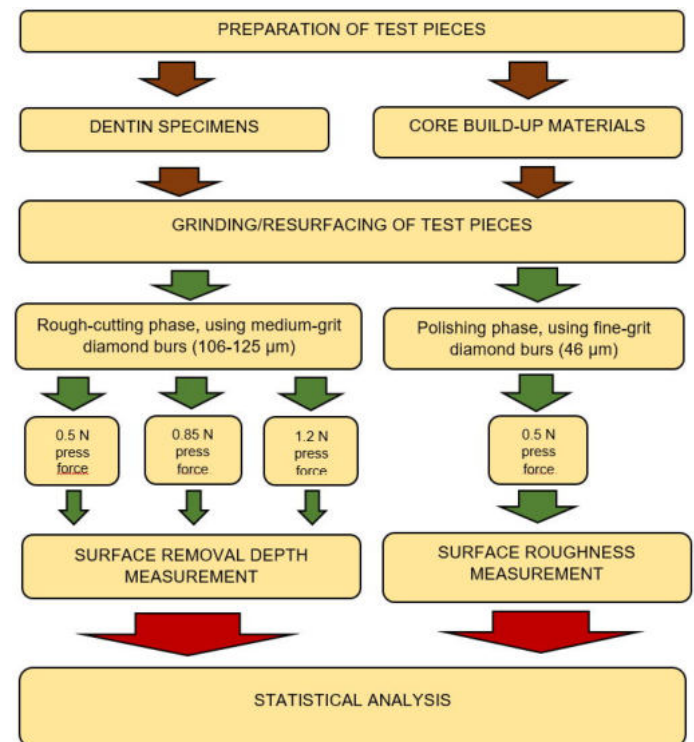 PREPARATION OF TEST PIECES
DENTIN SPECIMENS
CORE BUILD-UP MATERIALS
GRINDING/RESURFACING OF TEST PIECES
Rough-cutting phase, using medium-grit
diamond burs (106-125 µm)
Polishing phase, using fine-grit
diamond burs (46 µm)
0.5 N
press
force
0.85 N
press
force
1.2 N
press
force
0.5 N
press
force
SURFACE REMOVAL DEPTH
MEASUREMENT
SURFACE ROUGHNESS
MEASUREMENT
STATISTICAL ANALYSIS